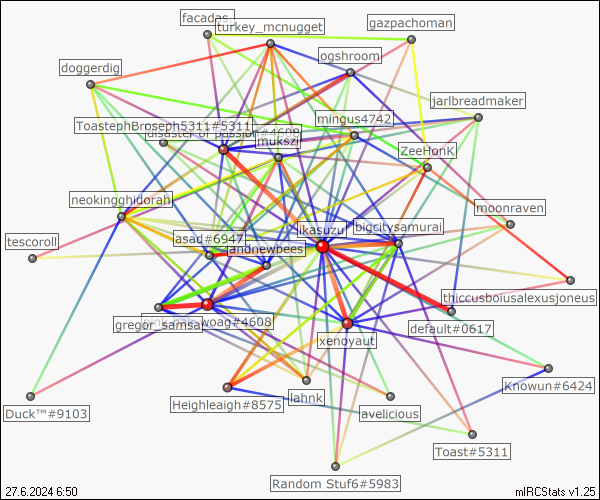 facadas_
turkey_mcnugget
gazpachoman
ogshroom
doggerdig
jarlbreadmaker
mingus4742
ToastephBroseph5311#5311
disaster of passion#4608
mukszi
ZeeHonK
neokingghidorah
moonraven
ikasuzu
bigcitysamurai
tescoroll
asad#6947
andnewbees
thiccusboiusalexusjoneus
gregor_samsa
woag#4608
default#0617
xenoyaut
Knowun#6424
Duck™#9103
Heighleaigh#8575
lahnk
avelicious
Toast#5311
Random Stuf6#5983
27.6.2024 6:50
mIRCStats v1.25